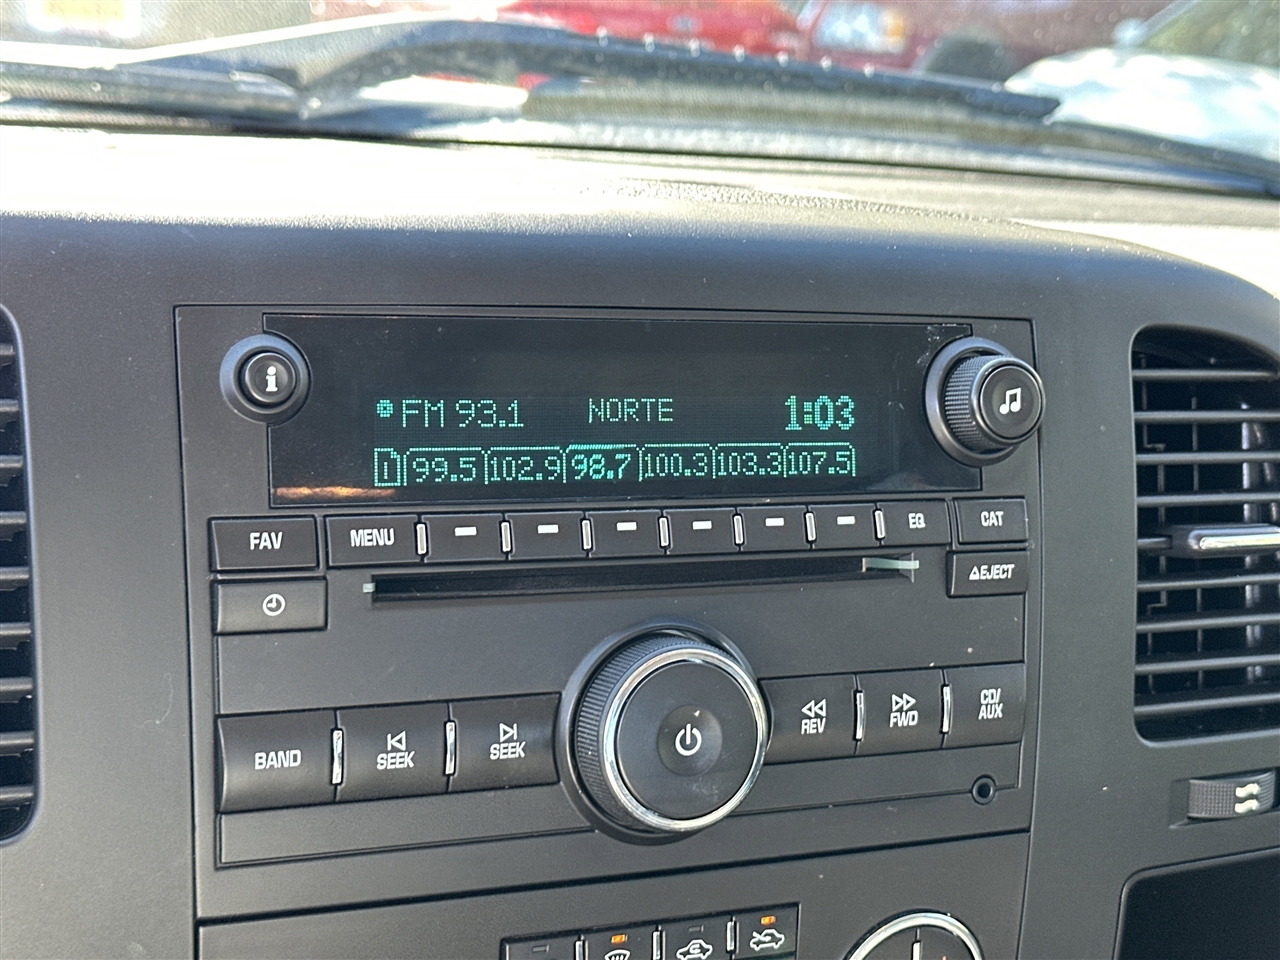 i
FM 93.1 NORTE 1:03
1 99.5 102.9 98.7 100.3 103.3 107.5
FAV MENU EQ CAT
EJECT
BAND SEEK SEEK REV FWD CD/
AUX